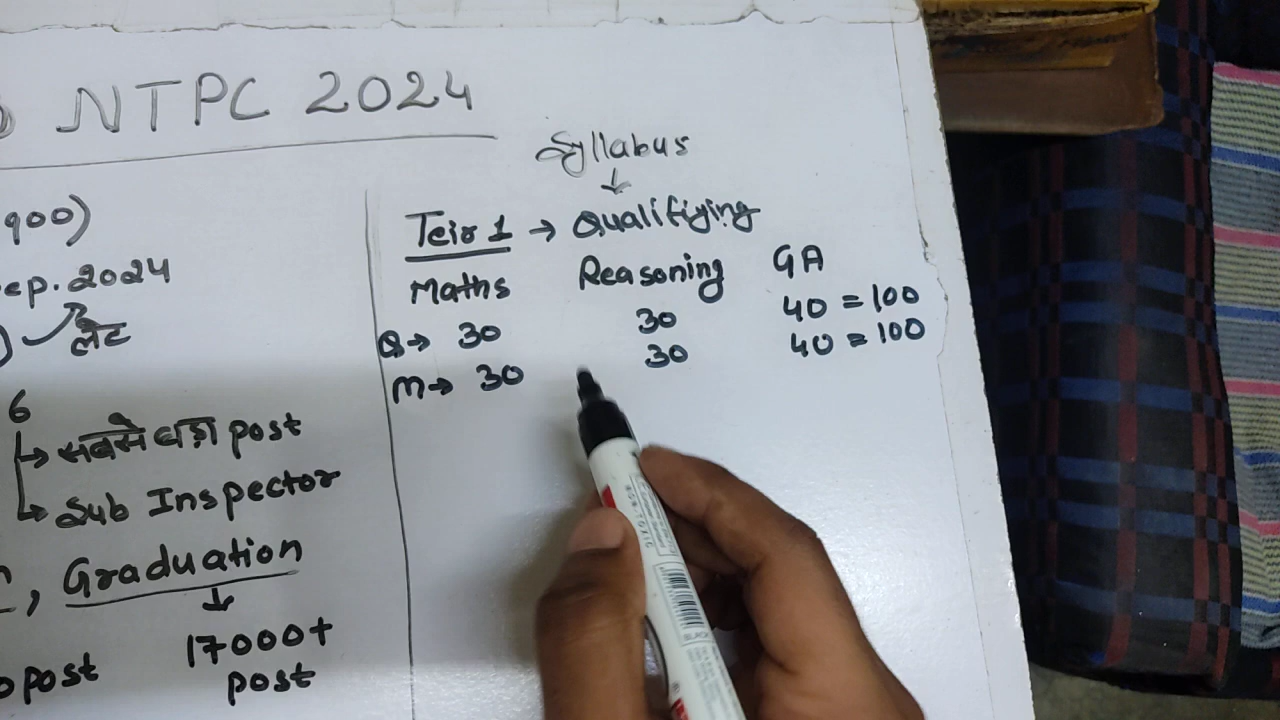 NTPC 2024
900)
ep.2024
लेट
6
→ सबसे बड़ा post
→ Sub Inspector
, Graduation
↓
17000+
post
post
Syllabus
↓
Teir 1 → Qualifiying
Maths Reasoning GA
Q→ 30 30 40 = 100
M→ 30 30 40 = 100